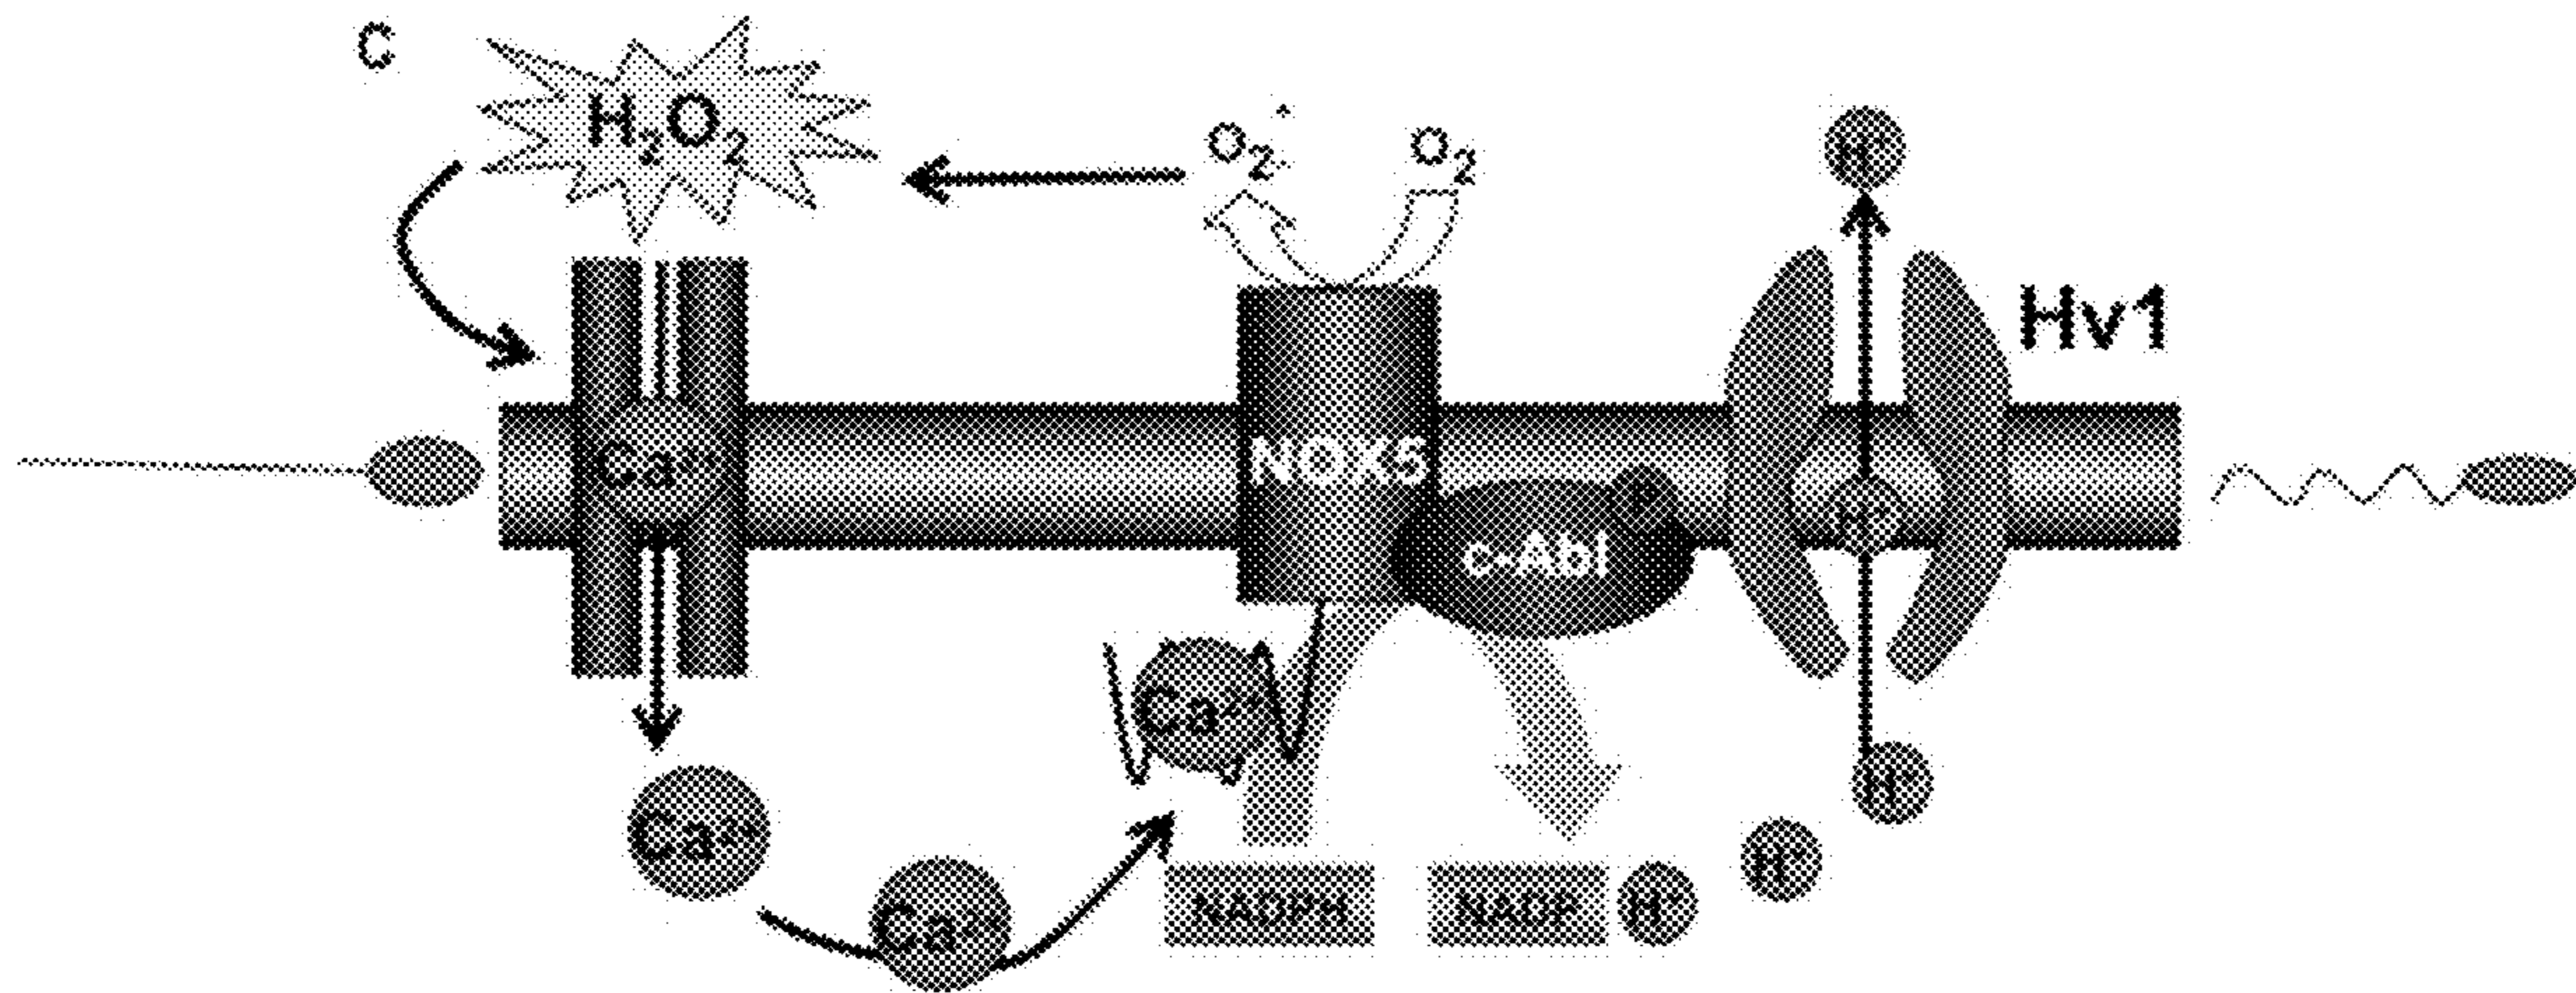 C
H₂O₂
O₂⁻
O₂
H⁺
Hv1
Ca²⁺
NOX5
P
c-Abl
H⁺
Ca²⁺
Ca²⁺
Ca²⁺
NADPH
NADP
H⁺
H⁺
H⁺